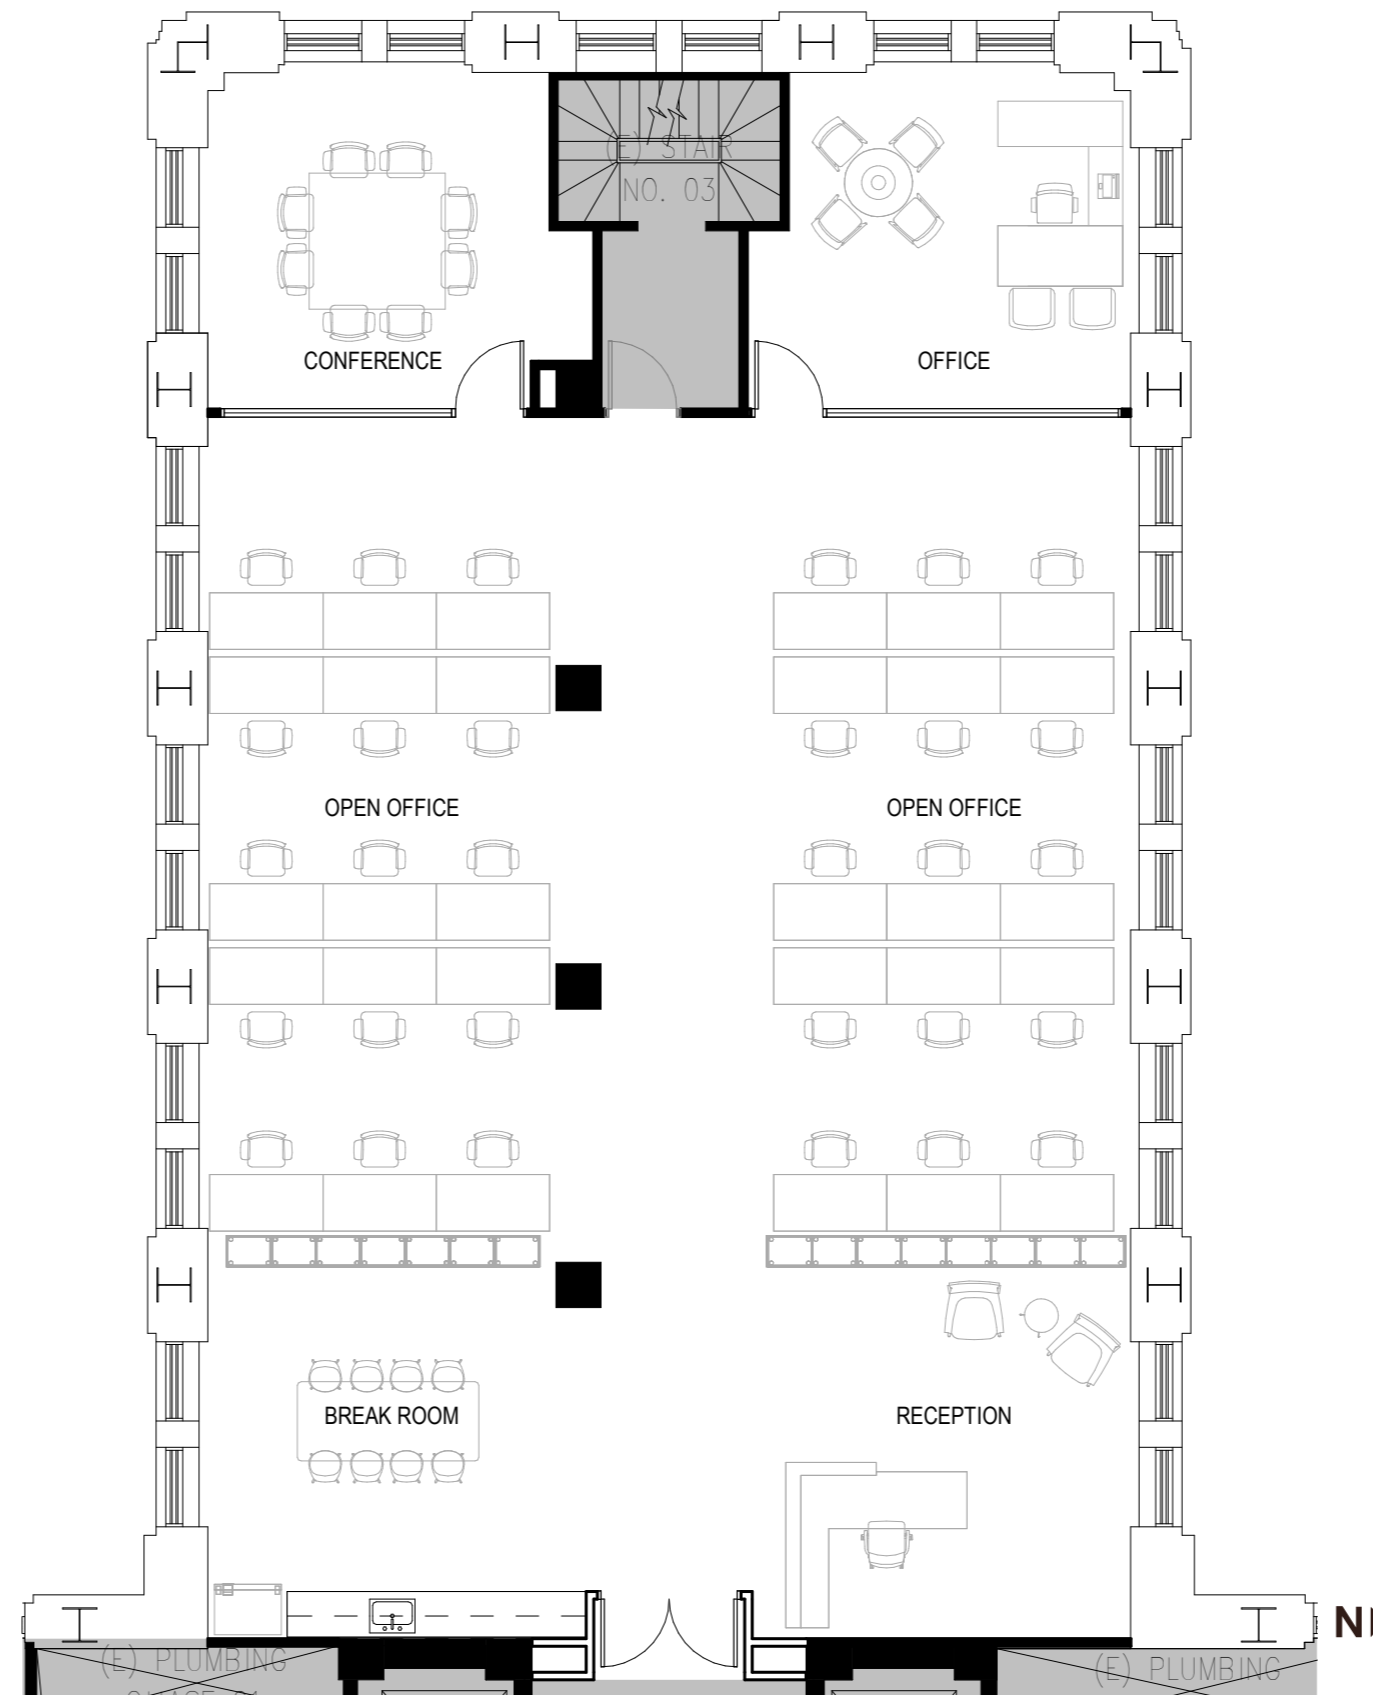 (E) STAIR
NO. 03
CONFERENCE
OFFICE
OPEN OFFICE
OPEN OFFICE
BREAK ROOM
RECEPTION
(E) PLUMBING
(E) PLUMBING